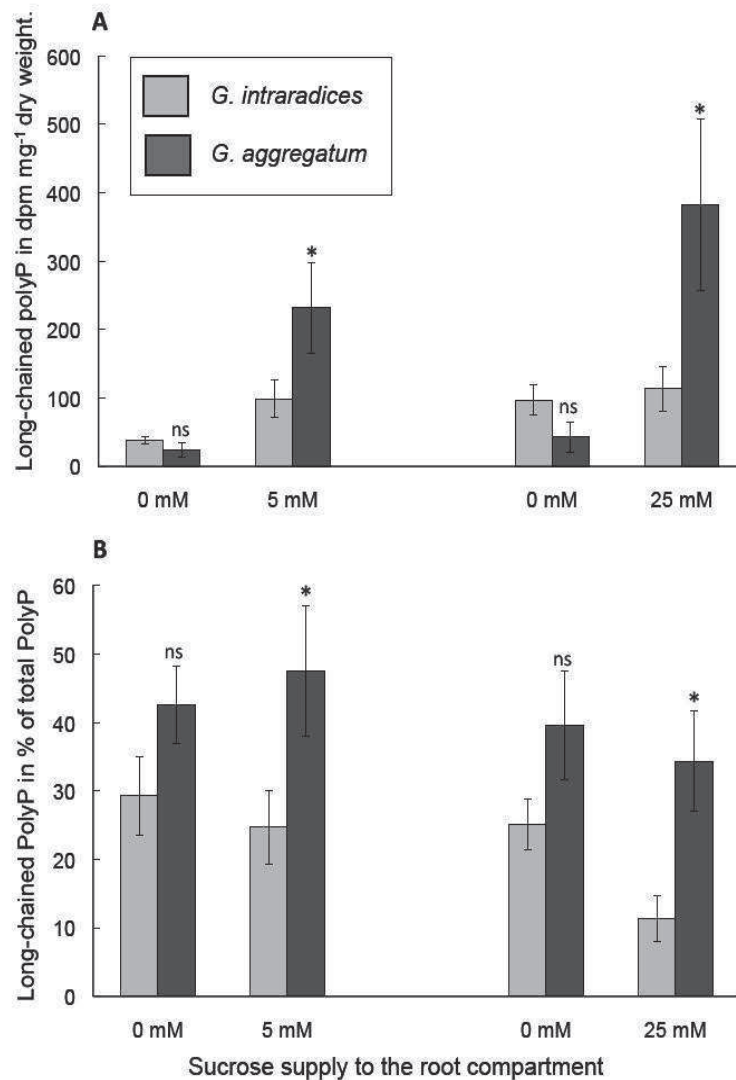 A
Long-chained polyP in dpm mg⁻¹ dry weight.
600
500
400
300
200
100
0
G. intraradices
G. aggregatum
ns
*
ns
*
0 mM
5 mM
0 mM
25 mM
B
Long-chained PolyP in % of total PolyP
60
50
40
30
20
10
0
ns
*
ns
*
0 mM
5 mM
0 mM
25 mM
Sucrose supply to the root compartment